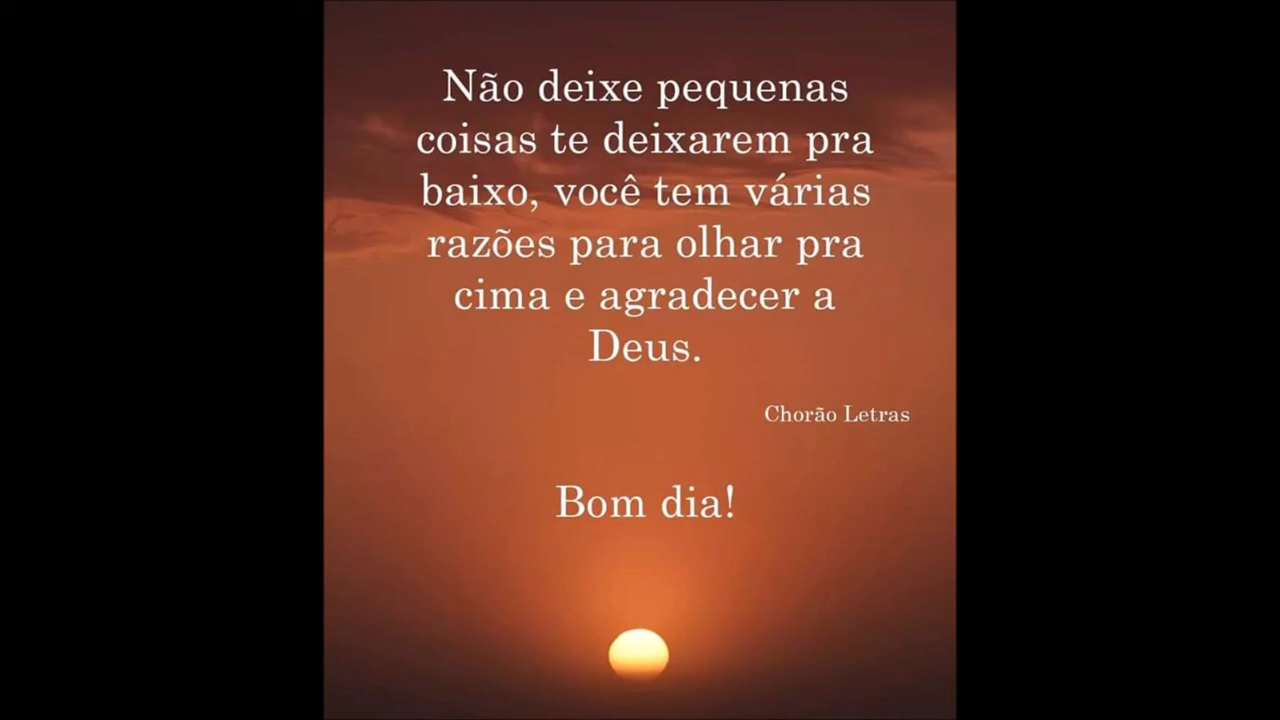 Não deixe pequenas
coisas te deixarem pra
baixo, você tem várias
razões para olhar pra
cima e agradecer a
Deus.
Chorão Letras
Bom dia!